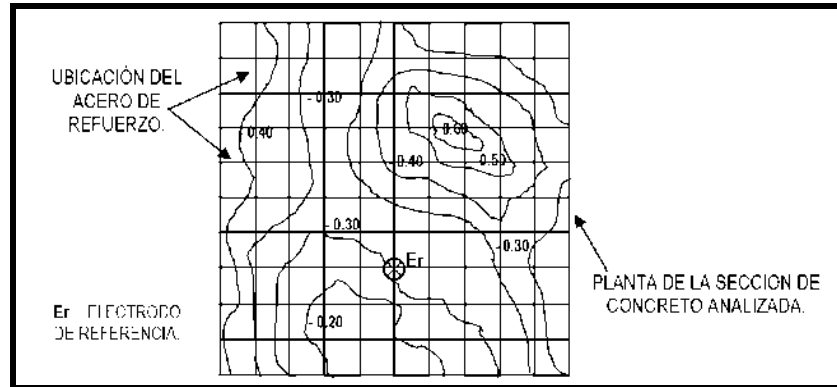 UBICACIÓN DEL
ACERO DE
REFUERZO.
- 0.30
0.40
- 0.60
- 0.40
- 0.50
- 0.30
- 0.30
Er
- 0.20
Er ELECTRODO
DE REFERENCIA.
PLANTA DE LA SECCION DE
CONCRETO ANALIZADA.